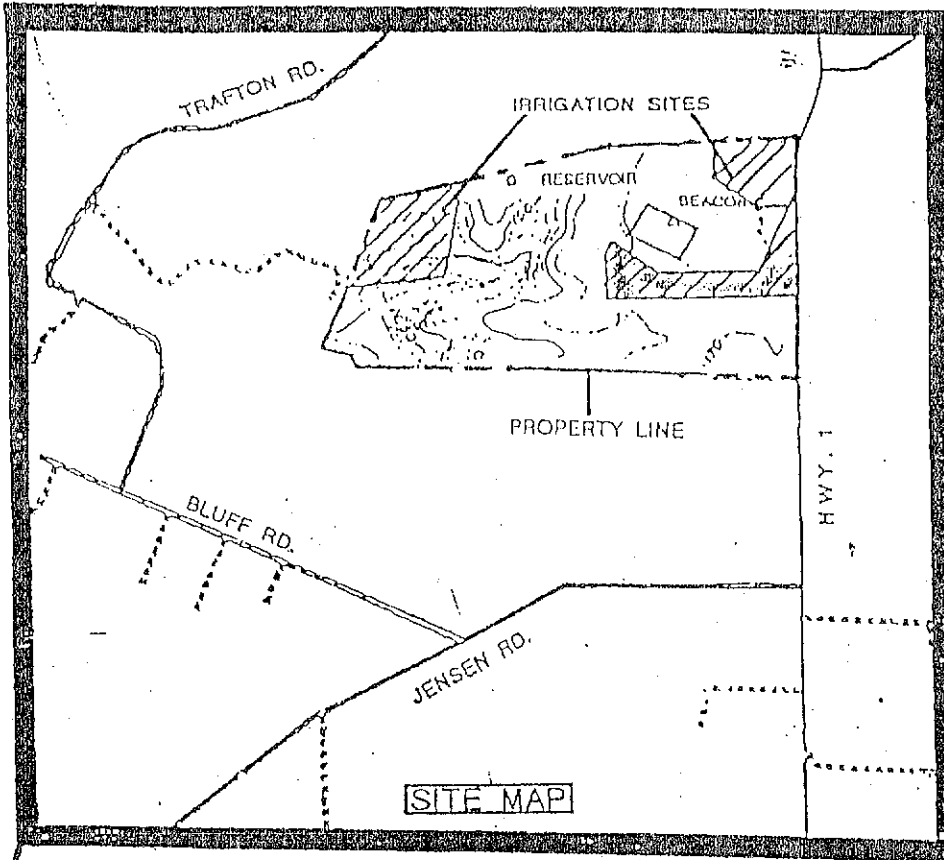 TRAFTON RD.
IRRIGATION SITES
RESERVOIR
BEACON
PROPERTY LINE
HWY. 1
BLUFF RD.
JENSEN RD.
SITE MAP